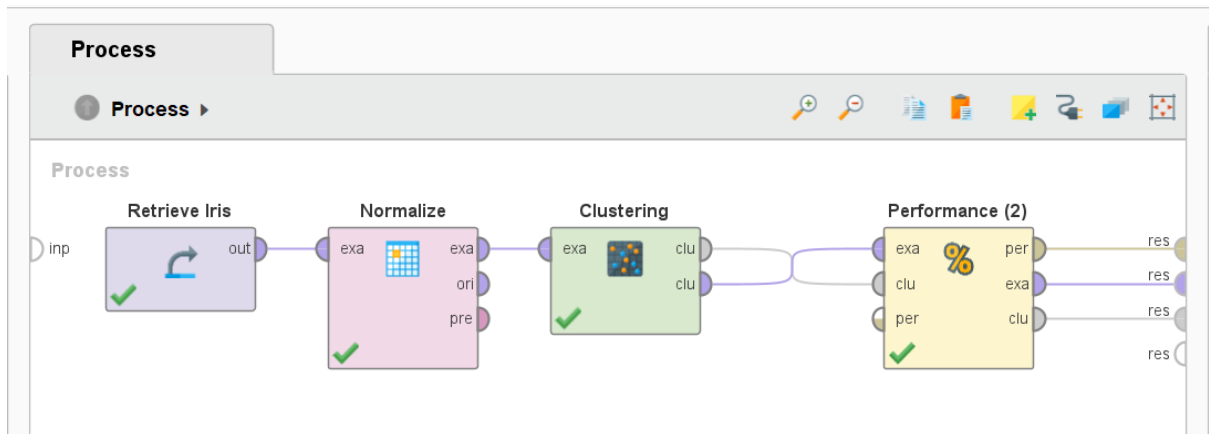 Process
Process
Process
Retrieve Iris
Normalize
Clustering
Performance (2)
inp
out
exa
exa
ori
pre
exa
clu
clu
exa
per
clu
exa
per
clu
%
res
res
res
res